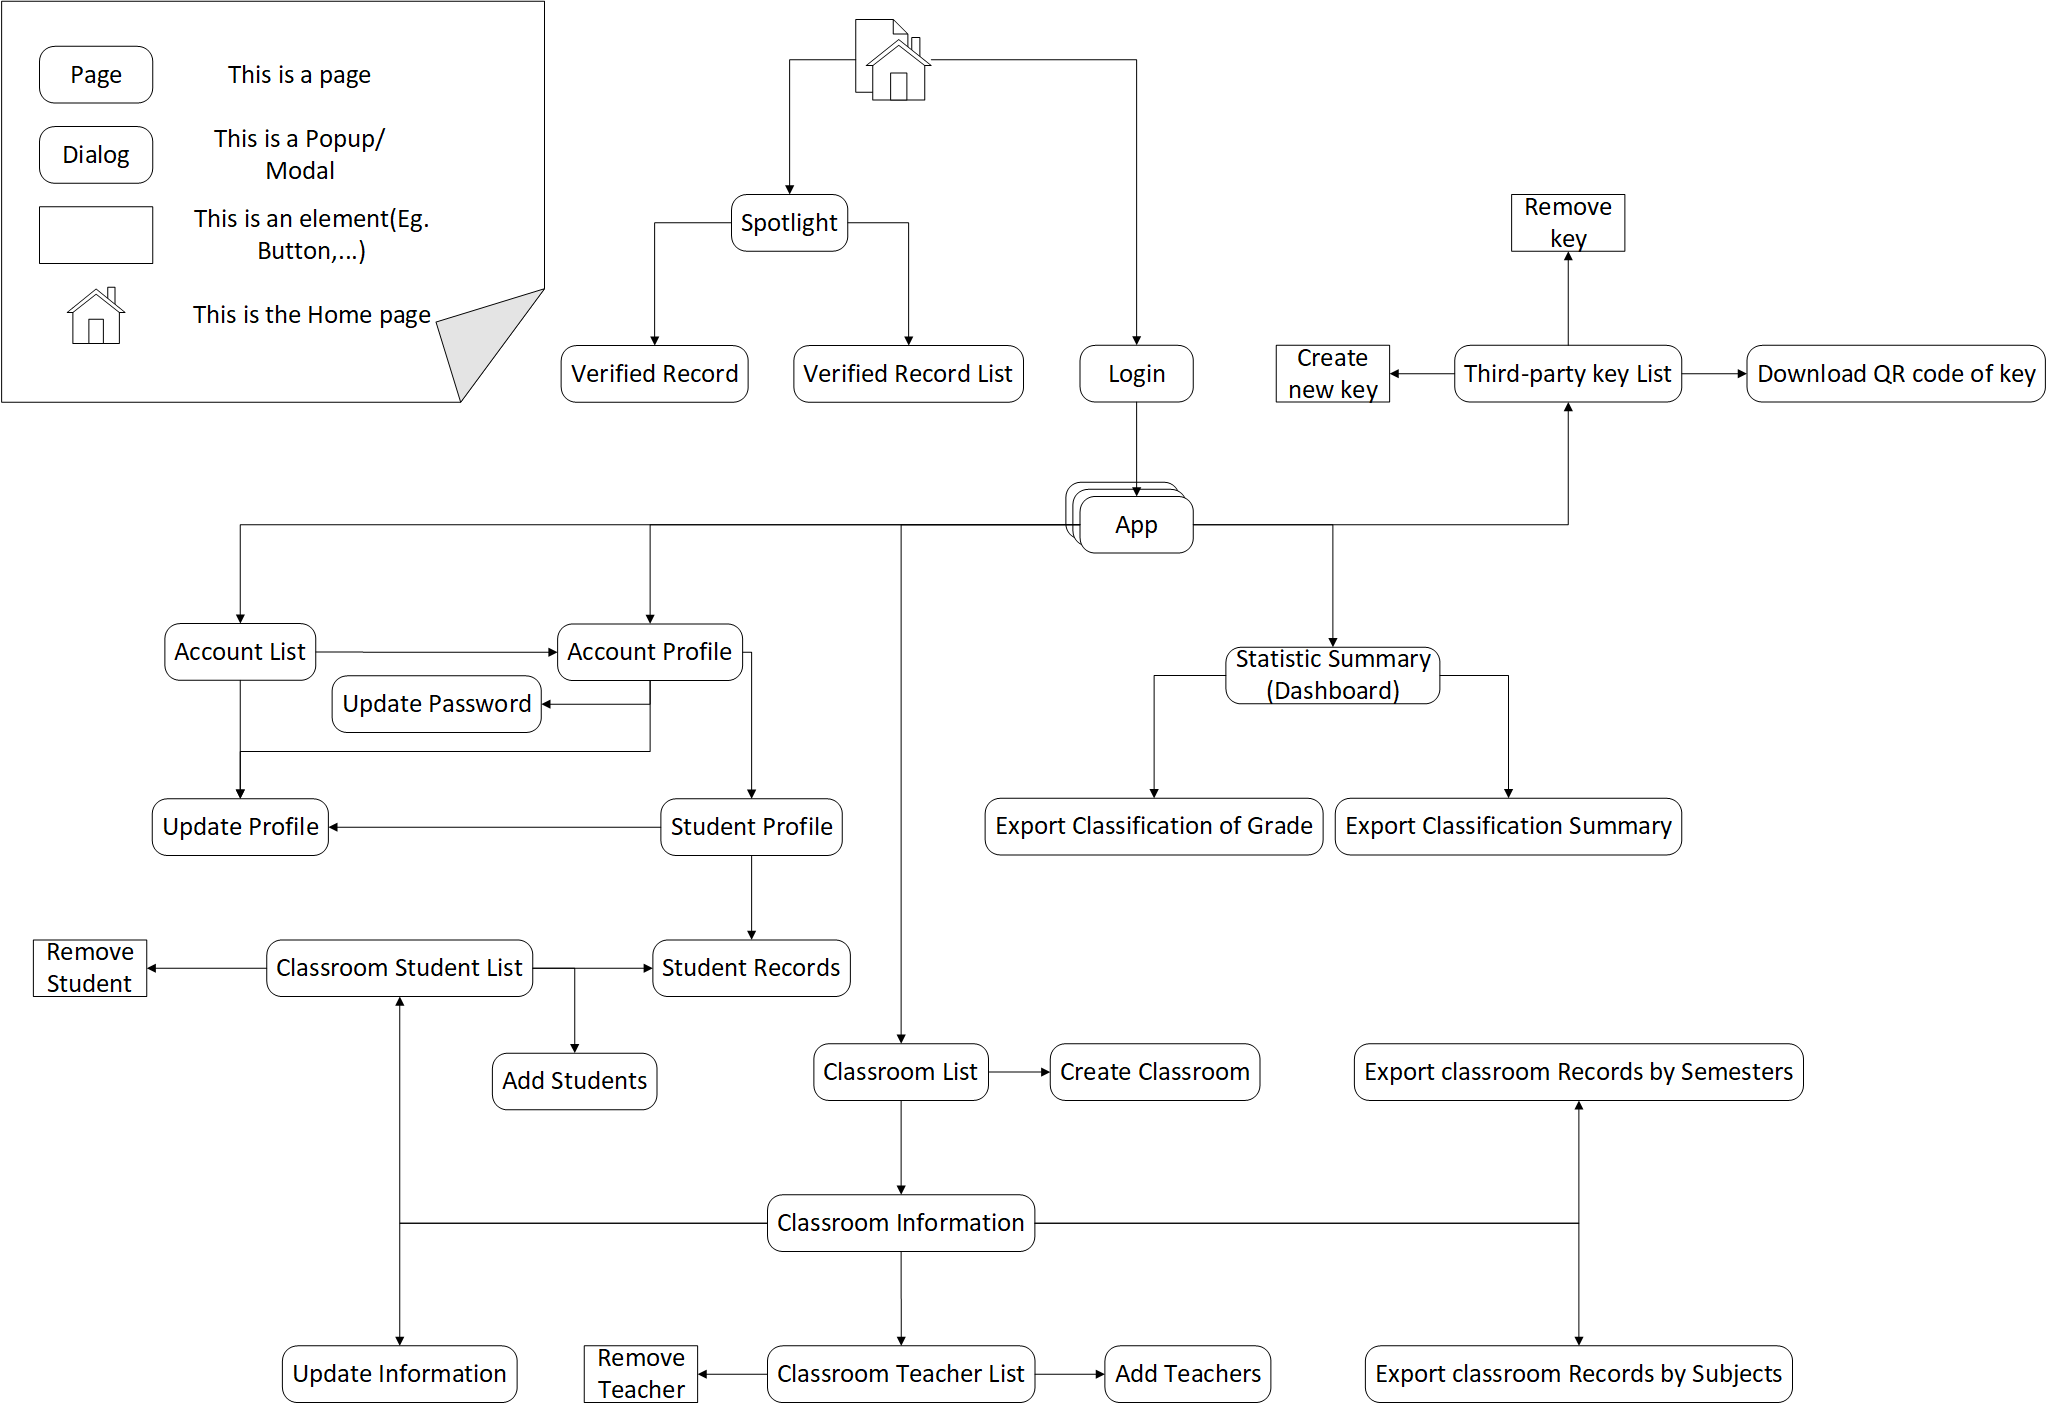 Page
This is a page
Dialog
This is a Popup/
Modal
This is an element(Eg.
Button,...)
This is the Home page
Spotlight
Remove
key
Verified Record
Verified Record List
Login
Create
new key
Third-party key List
Download QR code of key
App
Account List
Account Profile
Statistic Summary
(Dashboard)
Update Password
Update Profile
Student Profile
Export Classification of Grade
Export Classification Summary
Remove
Student
Classroom Student List
Student Records
Add Students
Classroom List
Create Classroom
Export classroom Records by Semesters
Classroom Information
Update Information
Remove
Teacher
Classroom Teacher List
Add Teachers
Export classroom Records by Subjects